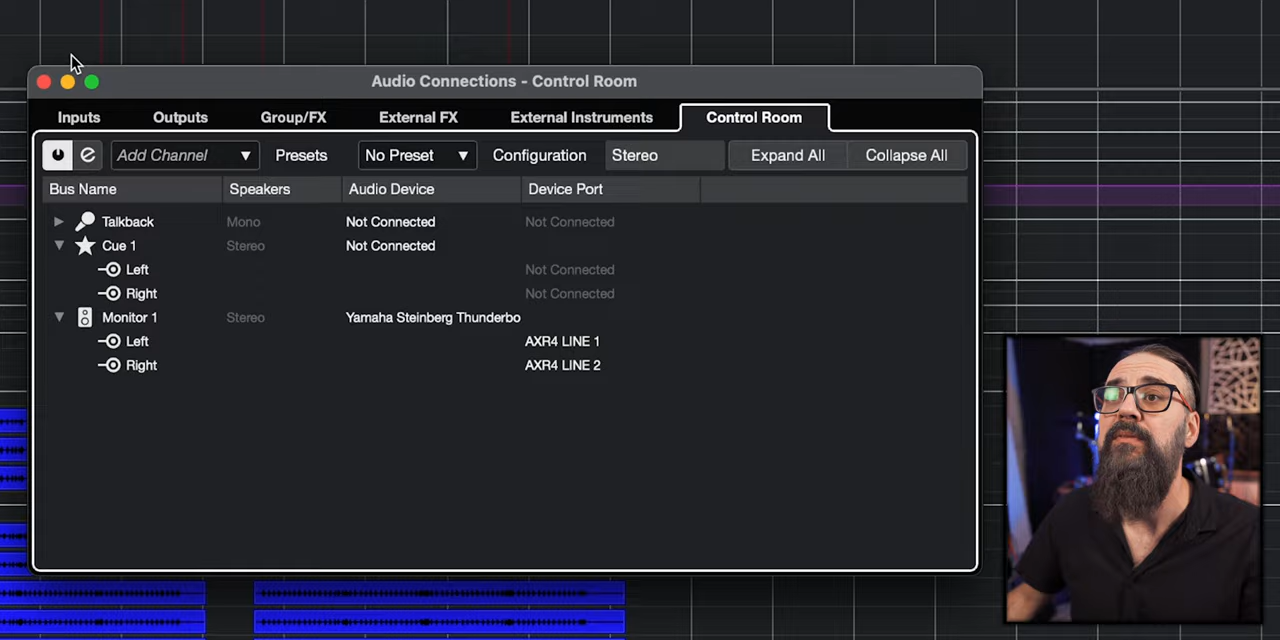 Audio Connections - Control Room
Inputs Outputs Group/FX External FX External Instruments Control Room
Add Channel Presets No Preset Configuration Stereo Expand All Collapse All
Bus Name Speakers Audio Device Device Port
Talkback Mono Not Connected Not Connected
Cue 1 Stereo Not Connected
Left Not Connected
Right Not Connected
Monitor 1 Stereo Yamaha Steinberg Thunderbo
Left AXR4 LINE 1
Right AXR4 LINE 2